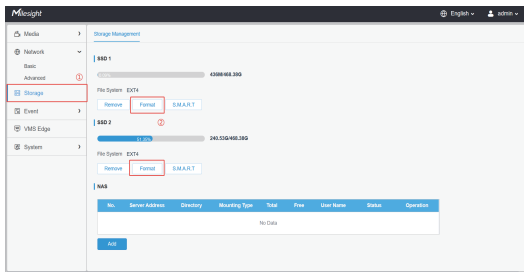 Milesight
English
admin
Media
Storage Management
Network
SSD 1
Basic
Advanced
①
436MB/468.38G
File System EXT4
Storage
Remove
Format
S.M.A.R.T
Event
SSD 2
②
VMS Edge
51.36%
240.53G/468.38G
System
File System EXT4
Remove
Format
S.M.A.R.T
NAS
No. Server Address Directory Mounting Type Total Free User Name Status Operation
No Data
Add